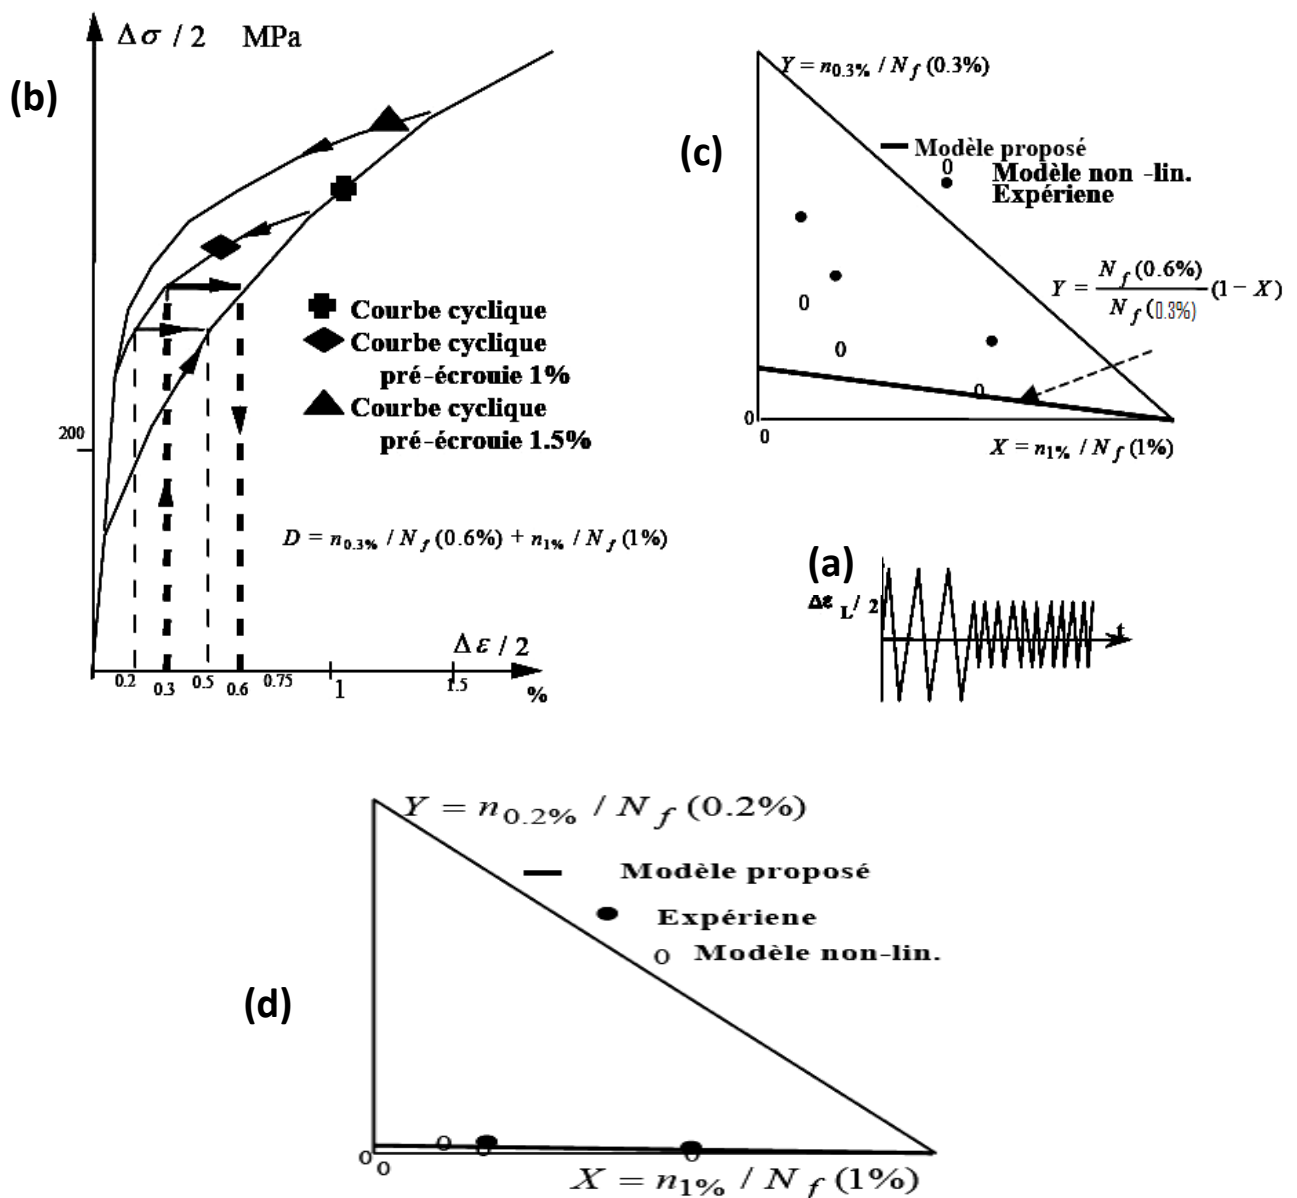 (b)
Δσ / 2 MPa
Courbe cyclique
Courbe cyclique
pré-écrouie 1%
Courbe cyclique
pré-écrouie 1.5%
200
D = n0.3% / Nf (0.6%) + n1% / Nf (1%)
Δε / 2
0.2 0.3 0.5 0.6 0.75 1 1.5 %
(c)
Y = n0.3% / Nf (0.3%)
Modèle proposé
0 Modèle non -lin.
Expériene
Y = Nf (0.6%) / Nf (0.3%) (1 − X)
0
0
0
0
0
X = n1% / Nf (1%)
(a)
Δε L / 2
t
(d)
Y = n0.2% / Nf (0.2%)
Modèle proposé
Expériene
0 Modèle non-lin.
0
0
0
0
0
X = n1% / Nf (1%)